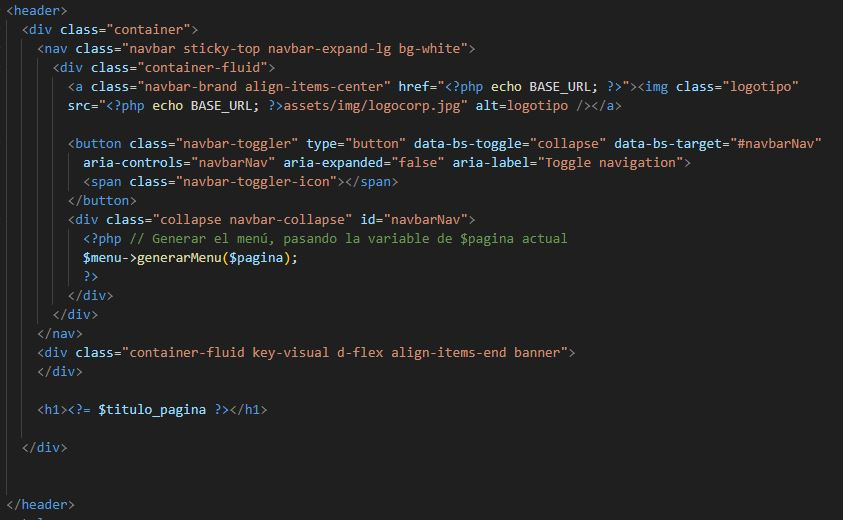 <header>
<div class="container">
<nav class="navbar sticky-top navbar-expand-lg bg-white">
<div class="container-fluid">
<a class="navbar-brand align-items-center" href="<?php echo BASE_URL; ?>"><img class="logotipo"
src="<?php echo BASE_URL; ?>assets/img/logocorp.jpg" alt=logotipo /></a>
<button class="navbar-toggler" type="button" data-bs-toggle="collapse" data-bs-target="#navbarNav"
aria-controls="navbarNav" aria-expanded="false" aria-label="Toggle navigation">
<span class="navbar-toggler-icon"></span>
</button>
<div class="collapse navbar-collapse" id="navbarNav">
<?php // Generar el menú, pasando la variable de $pagina actual
$menu->generarMenu($pagina);
?>
</div>
</div>
</nav>
<div class="container-fluid key-visual d-flex align-items-end banner">
</div>
<h1><?= $titulo_pagina ?></h1>
</div>
</header>